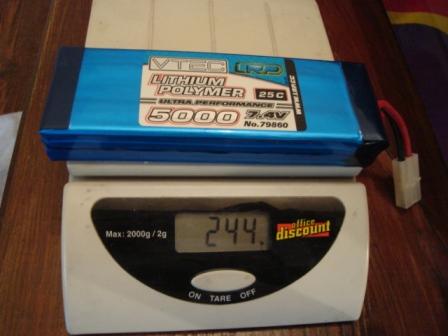 VTEC LRP
LITHIUM
POLYMER 25C
ULTRA PERFORMANCE
5000 7.4V
No.79860
244.
Max: 2000g / 2g
office
discount
ON TARE OFF